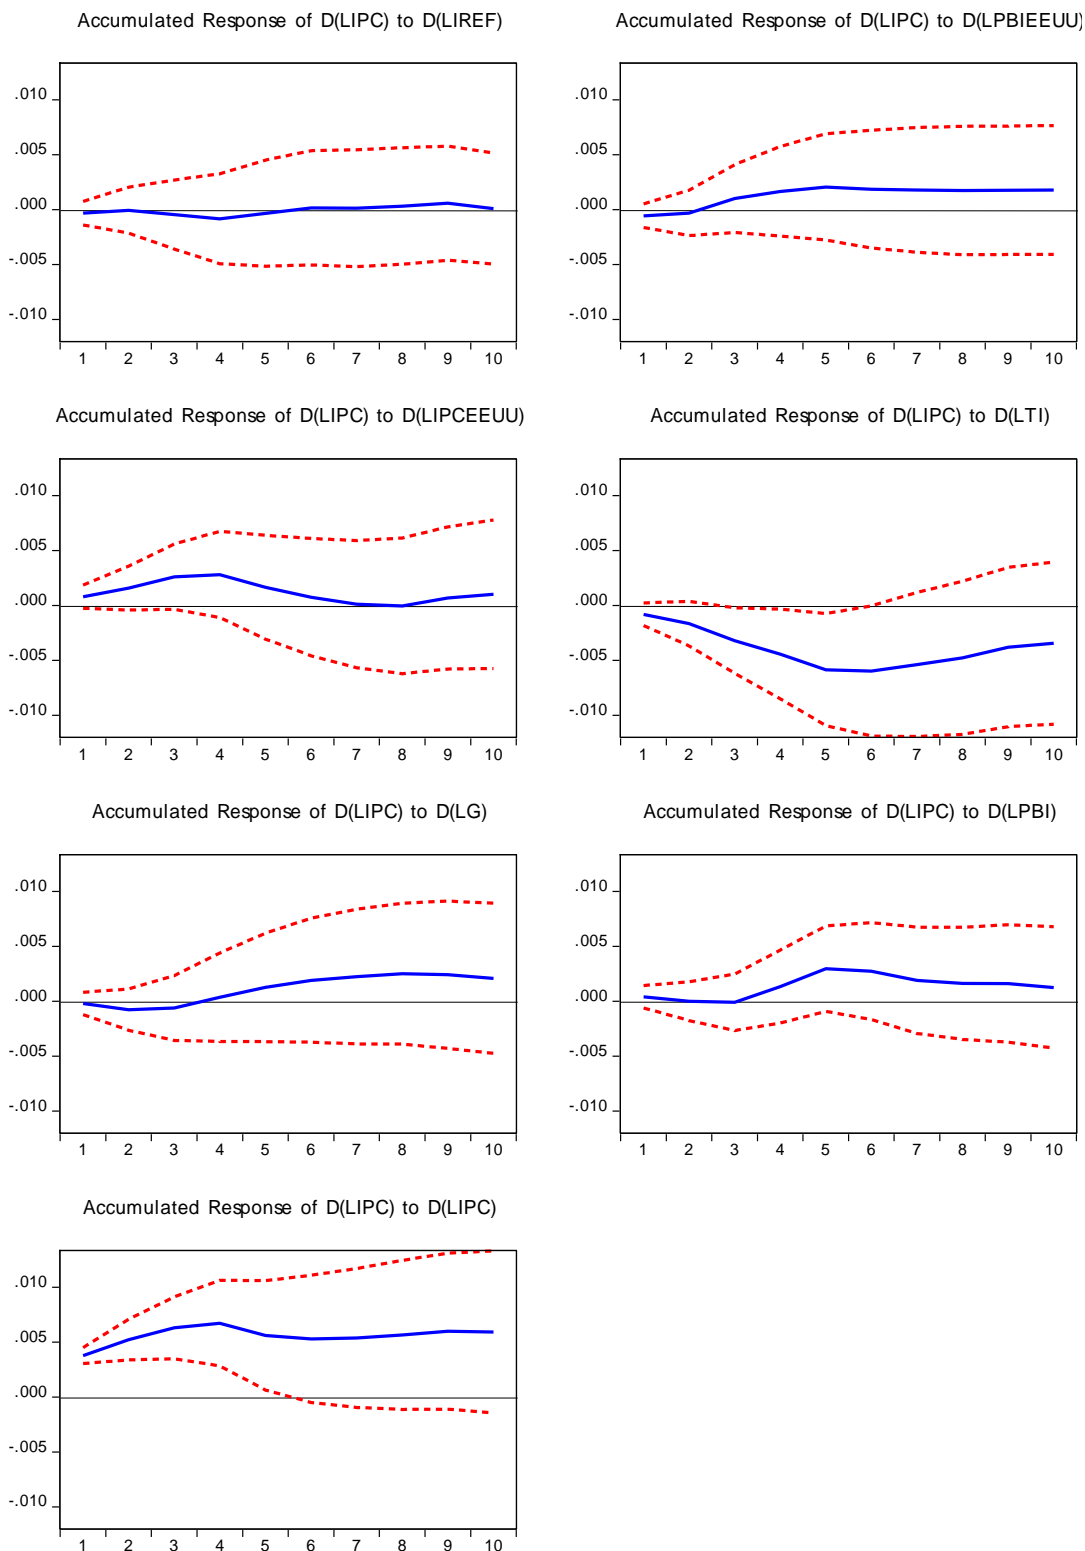 Accumulated Response of D(LIPC) to D(LIREF)
.010
.005
.000
-.005
-.010
1 2 3 4 5 6 7 8 9 10
Accumulated Response of D(LIPC) to D(LPBIEEUU)
.010
.005
.000
-.005
-.010
1 2 3 4 5 6 7 8 9 10
Accumulated Response of D(LIPC) to D(LIPCEEUU)
.010
.005
.000
-.005
-.010
1 2 3 4 5 6 7 8 9 10
Accumulated Response of D(LIPC) to D(LTI)
.010
.005
.000
-.005
-.010
1 2 3 4 5 6 7 8 9 10
Accumulated Response of D(LIPC) to D(LG)
.010
.005
.000
-.005
-.010
1 2 3 4 5 6 7 8 9 10
Accumulated Response of D(LIPC) to D(LPBI)
.010
.005
.000
-.005
-.010
1 2 3 4 5 6 7 8 9 10
Accumulated Response of D(LIPC) to D(LIPC)
.010
.005
.000
-.005
-.010
1 2 3 4 5 6 7 8 9 10